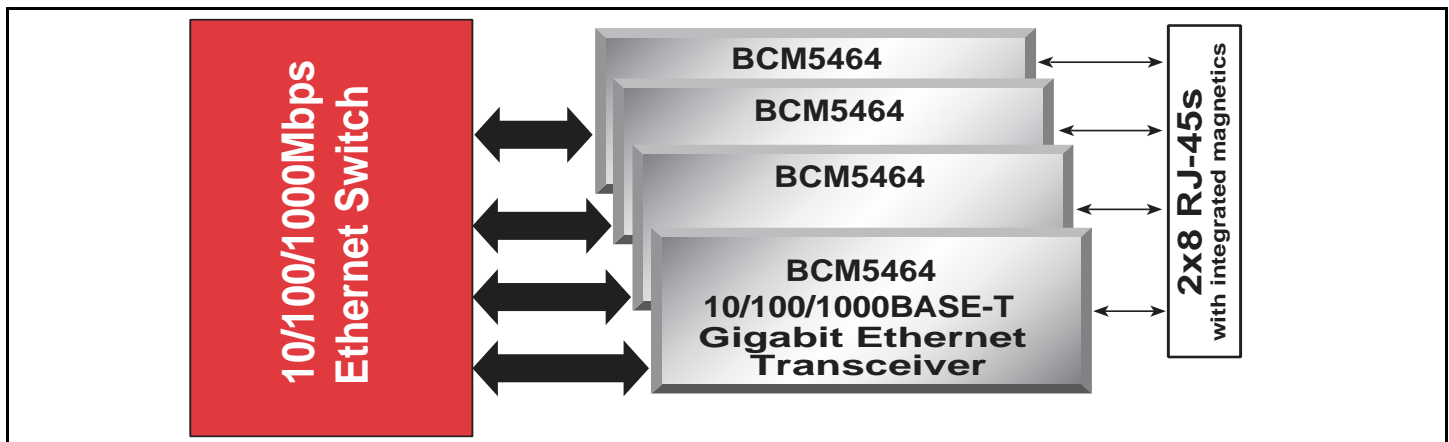 10/100/1000Mbps
Ethernet Switch
BCM5464
BCM5464
BCM5464
BCM5464
10/100/1000BASE-T
Gigabit Ethernet
Transceiver
2x8 RJ-45s
with integrated magnetics